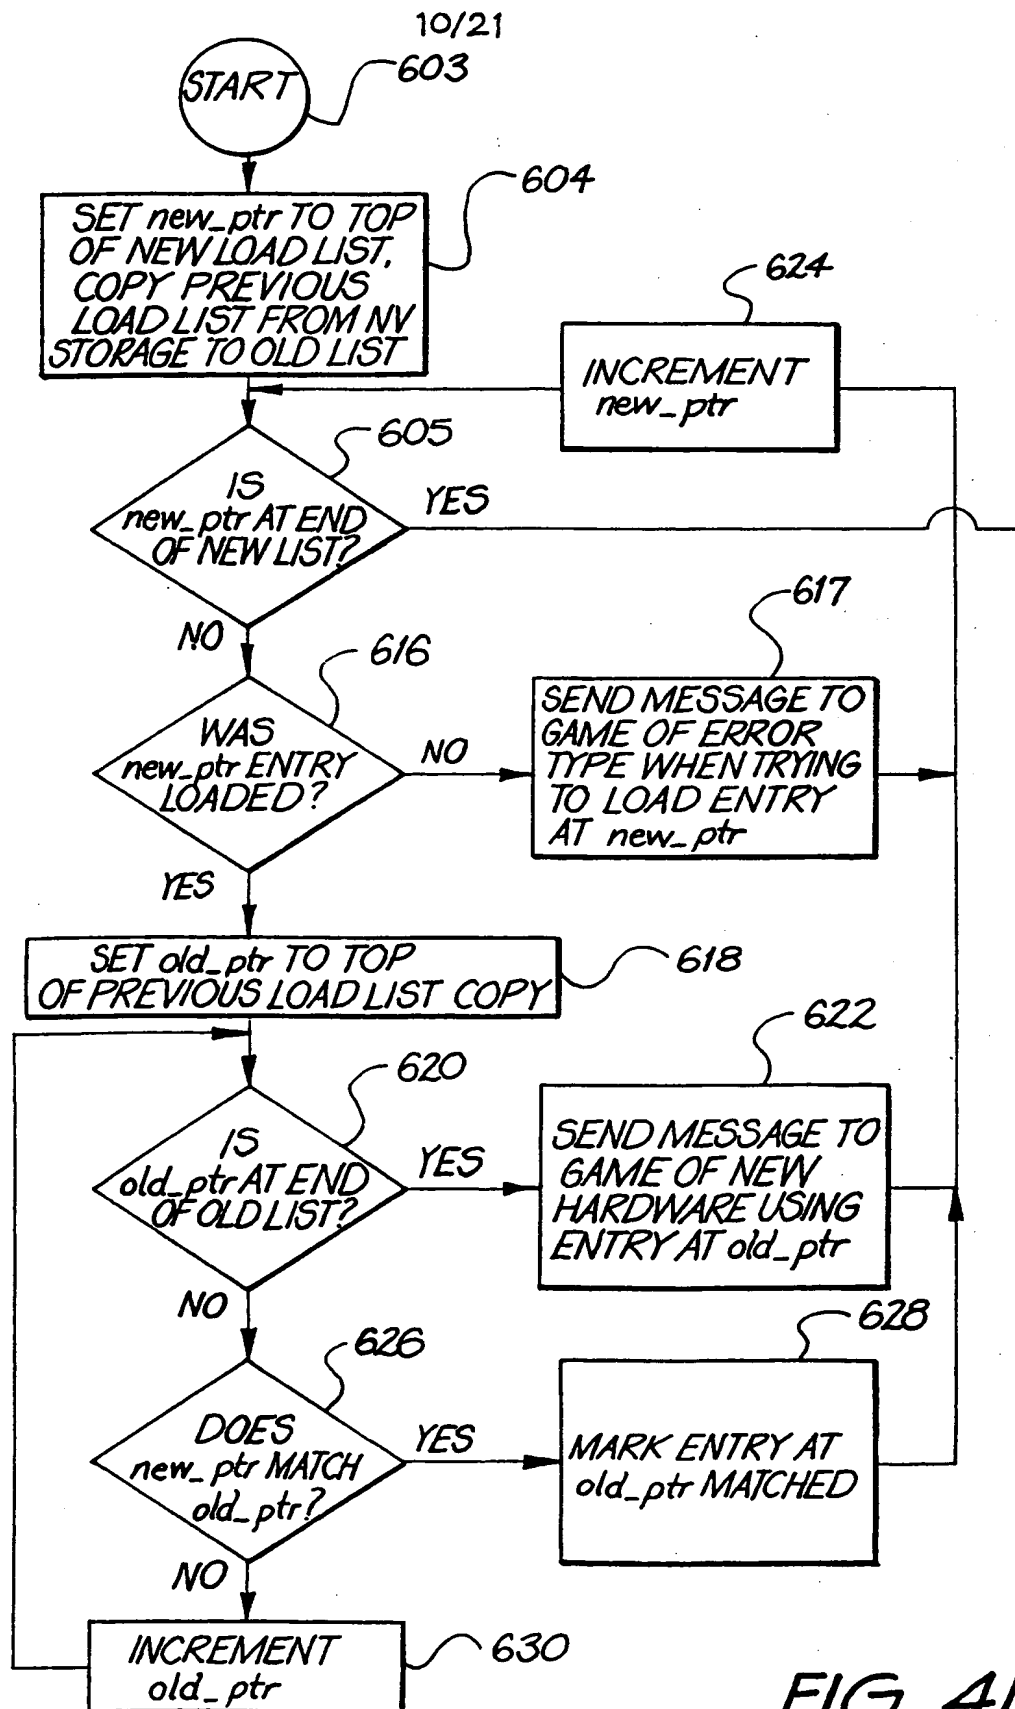 10/21
START
603
604
SET new_ptr TO TOP
OF NEW LOAD LIST,
COPY PREVIOUS
LOAD LIST FROM NV
STORAGE TO OLD LIST
624
INCREMENT
new_ptr
605
IS
new_ptr AT END
OF NEW LIST?
YES
NO
616
617
WAS
new_ptr ENTRY
LOADED?
NO
SEND MESSAGE TO
GAME OF ERROR
TYPE WHEN TRYING
TO LOAD ENTRY
AT new_ptr
YES
SET old_ptr TO TOP
OF PREVIOUS LOAD LIST COPY
618
622
620
IS
old_ptr AT END
OF OLD LIST?
YES
SEND MESSAGE TO
GAME OF NEW
HARDWARE USING
ENTRY AT old_ptr
NO
628
626
DOES
new_ptr MATCH
old_ptr?
YES
MARK ENTRY AT
old_ptr MATCHED
NO
INCREMENT
old_ptr
630
FIG. 4